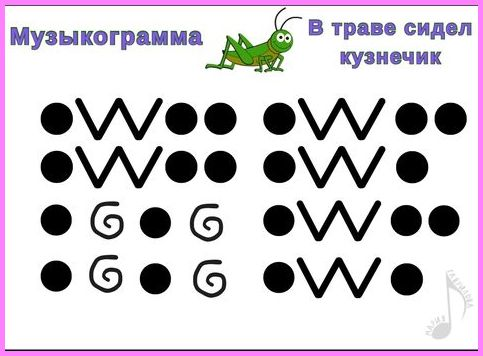 Музыкограмма
В траве сидел
кузнечик